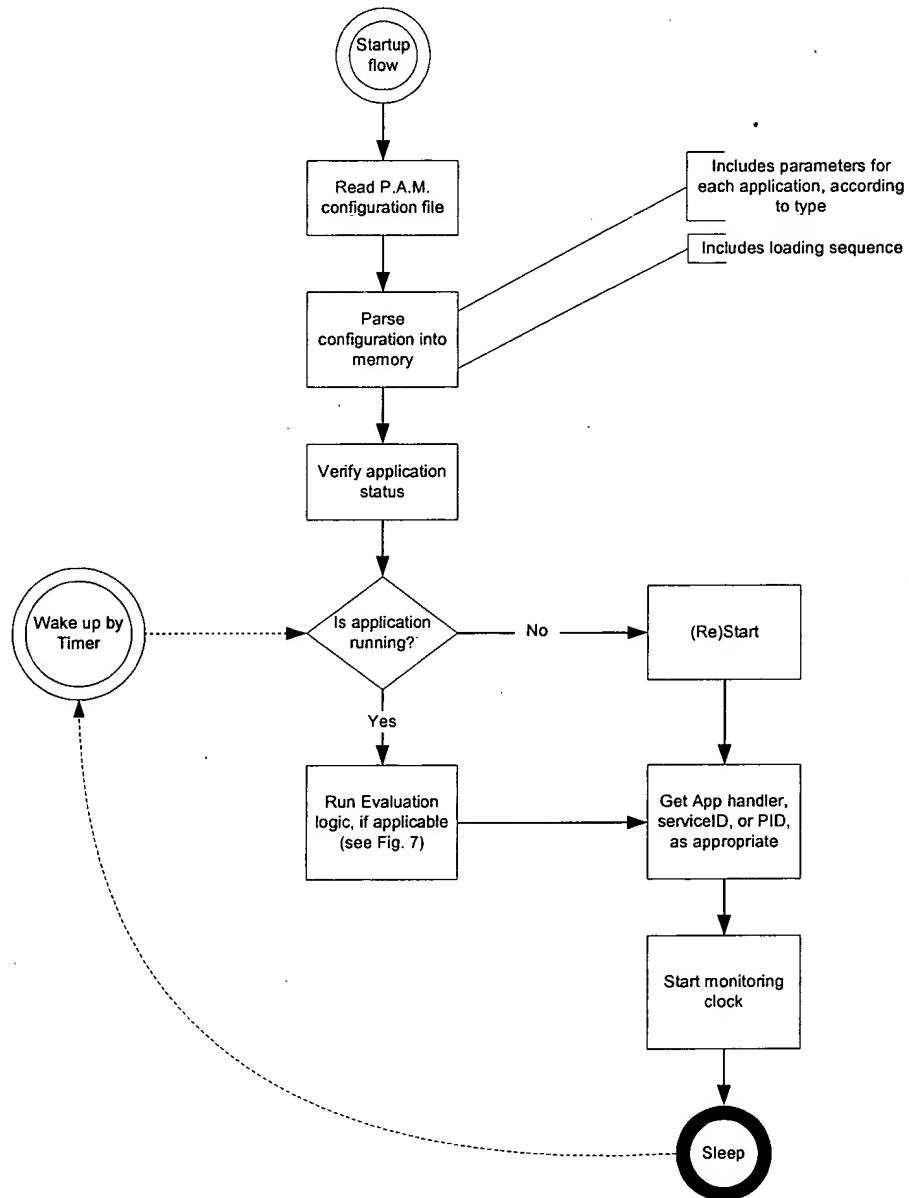 Startup
flow
Read P.A.M.
configuration file
Includes parameters for
each application, according
to type
Includes loading sequence
Parse
configuration into
memory
Verify application
status
Wake up by
Timer
Is application
running?
No
(Re)Start
Yes
Run Evaluation
logic, if applicable
(see Fig. 7)
Get App handler,
serviceID, or PID,
as appropriate
Start monitoring
clock
Sleep